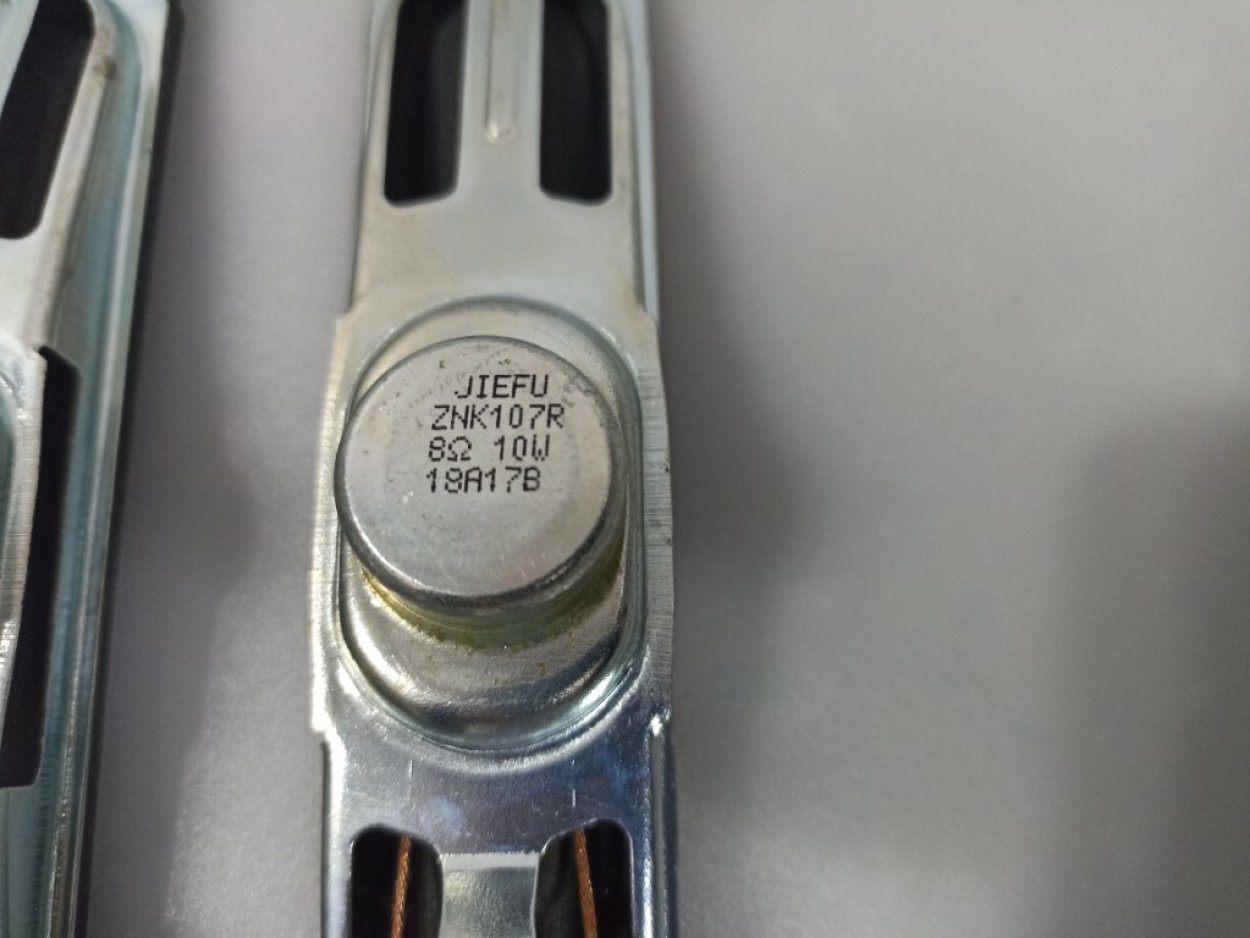 JIEFU
ZNK107R
8Ω 10W
18A17B